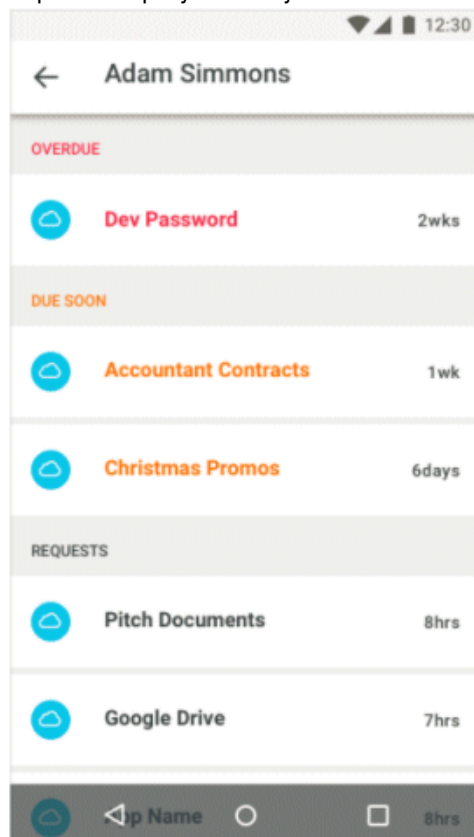 12:30
Adam Simmons
OVERDUE
Dev Password 2wks
DUE SOON
Accountant Contracts 1wk
Christmas Promos 6days
REQUESTS
Pitch Documents 8hrs
Google Drive 7hrs
App Name 8hrs